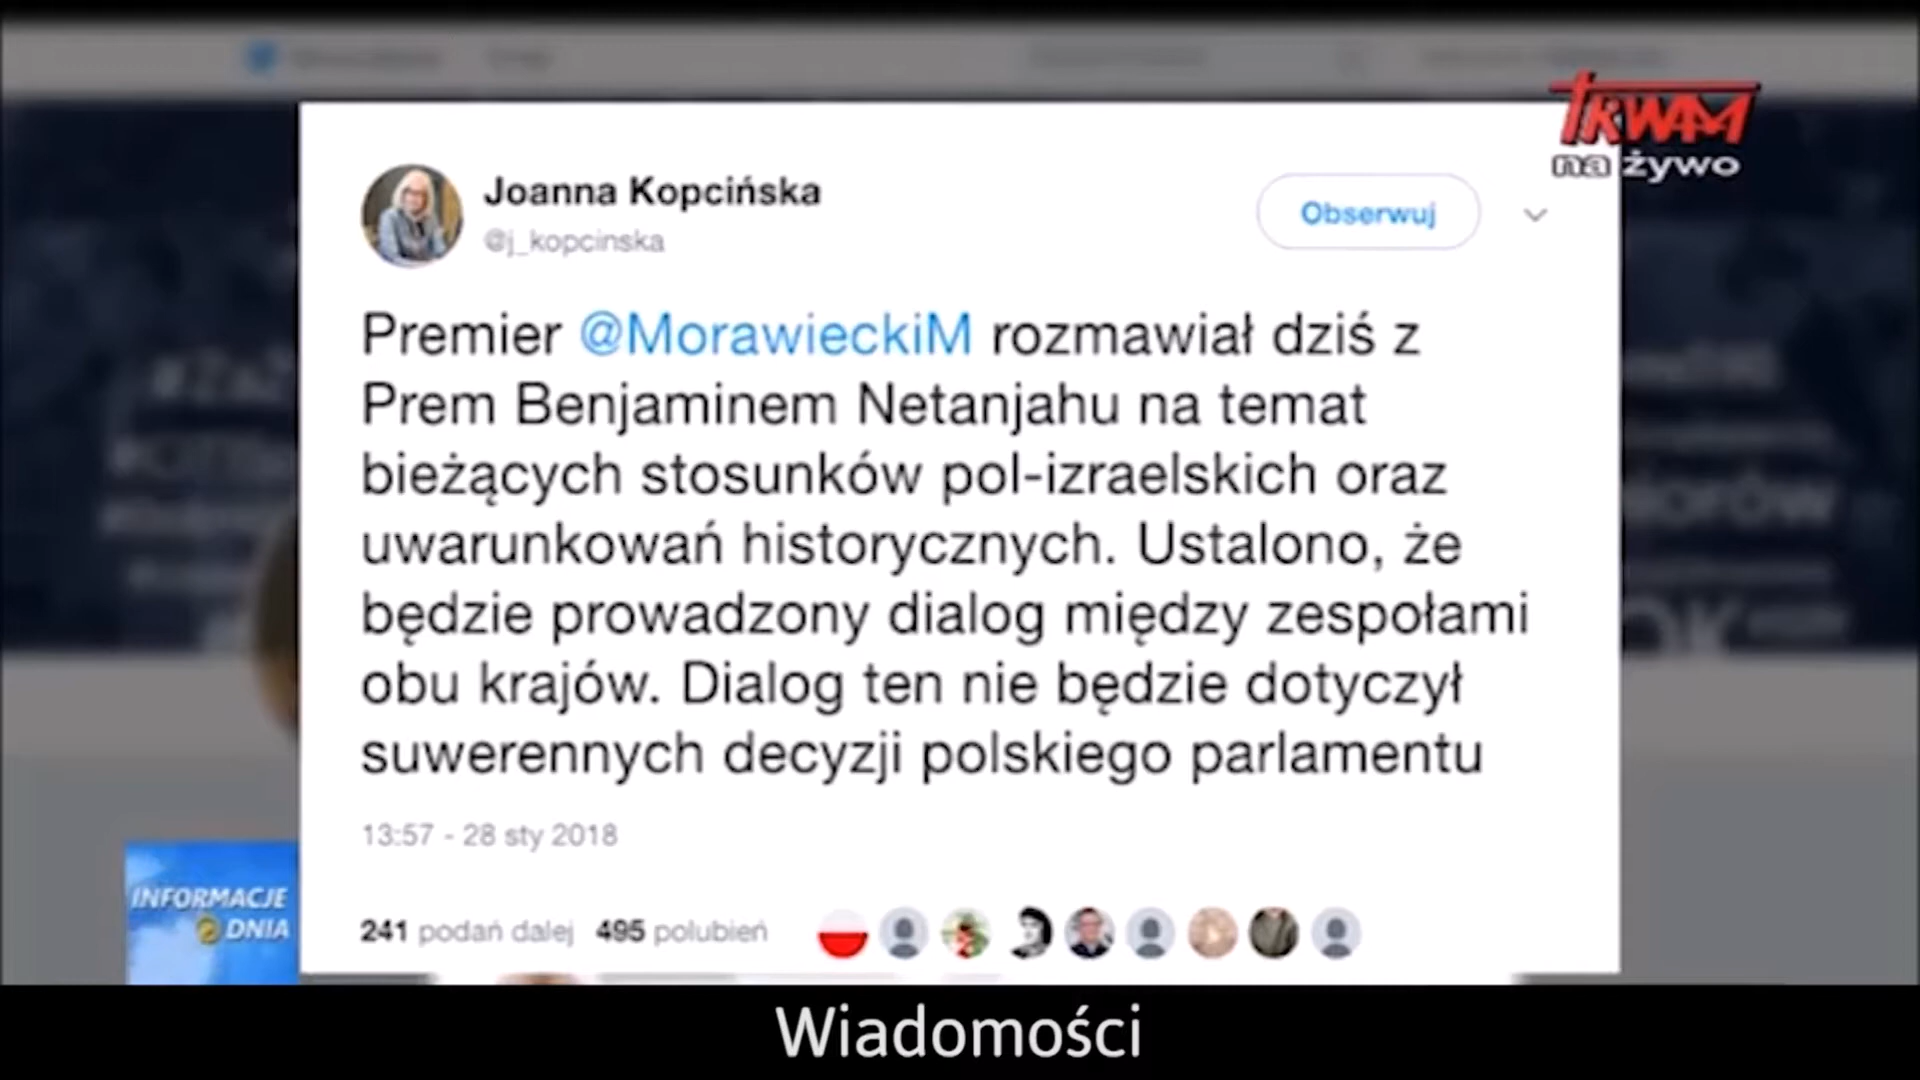 TRWAM
na żywo
Joanna Kopcińska
@j_kopcinska
Obserwuj
Premier @MorawieckiM rozmawiał dziś z
Prem Benjaminem Netanjahu na temat
bieżących stosunków pol-izraelskich oraz
uwarunkowań historycznych. Ustalono, że
będzie prowadzony dialog między zespołami
obu krajów. Dialog ten nie będzie dotyczył
suwerennych decyzji polskiego parlamentu
13:57 - 28 sty 2018
241 podań dalej 495 polubień
INFORMACJE
DNIA
Wiadomości